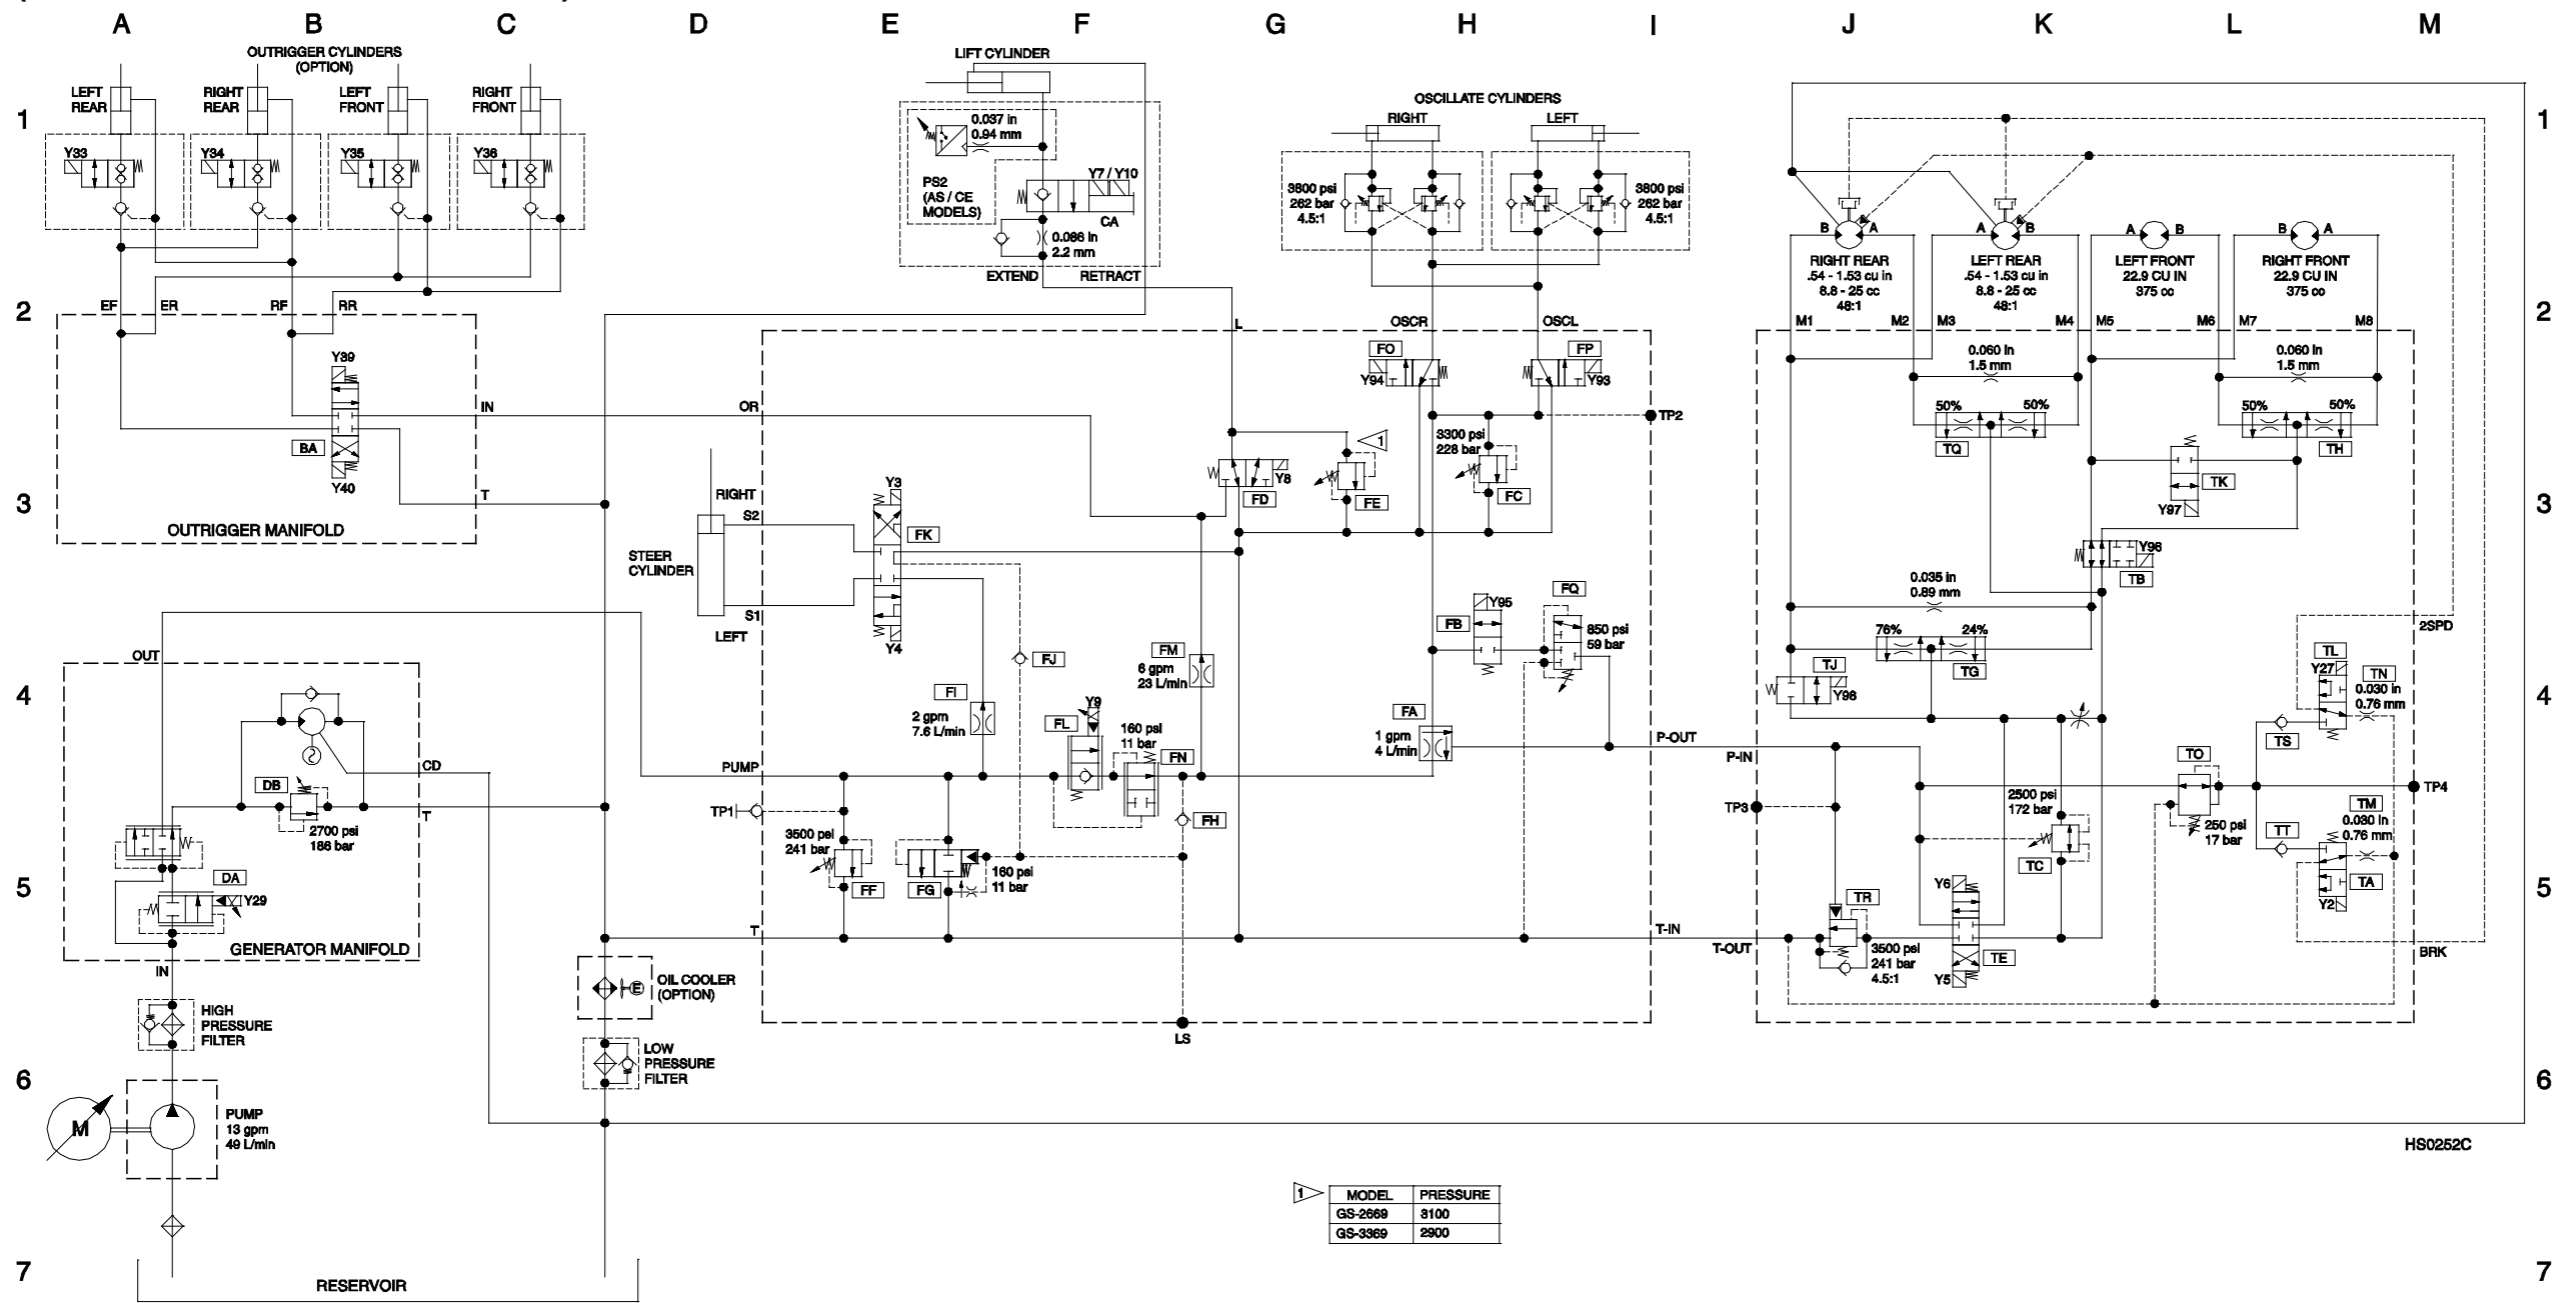 A B C D E F G H I J K L M
1
2
3
4
5
6
7
1
2
3
4
5
6
7
OUTRIGGER CYLINDERS
(OPTION)
LEFT
REAR
RIGHT
REAR
LEFT
FRONT
RIGHT
FRONT
Y33
Y34
Y35
Y36
EF
ER
RF
RR
Y39
BA
Y40
IN
T
OUTRIGGER MANIFOLD
LIFT CYLINDER
0.037 in
0.94 mm
PS2
(AS / CE
MODELS)
Y7 / Y10
CA
0.086 in
2.2 mm
EXTEND
RETRACT
OSCILLATE CYLINDERS
RIGHT
LEFT
3800 psi
262 bar
4.5:1
3800 psi
262 bar
4.5:1
L
OSCR
OSCL
FO
Y94
FP
Y93
TP2
OR
1
3300 psi
228 bar
Y8
FD
FE
FC
RIGHT
S2
STEER
CYLINDER
S1
LEFT
Y3
FK
Y4
FJ
FI
2 gpm
7.6 L/min
FM
6 gpm
23 L/min
Y9
FL
160 psi
11 bar
FN
FH
PUMP
TP1
3500 psi
241 bar
FF
FG
160 psi
11 bar
T
LS
Y95
FB
FQ
850 psi
59 bar
FA
1 gpm
4 L/min
P-OUT
T-IN
P-IN
T-OUT
TP3
B A
A B
A B
B A
RIGHT REAR
.54 - 1.53 cu in
8.8 - 25 cc
48:1
LEFT REAR
.54 - 1.53 cu in
8.8 - 25 cc
48:1
LEFT FRONT
22.9 CU IN
375 cc
RIGHT FRONT
22.9 CU IN
375 cc
M1
M2
M3
M4
M5
M6
M7
M8
0.060 in
1.5 mm
0.060 in
1.5 mm
50% 50%
TQ
50% 50%
TH
TK
Y97
Y96
TB
0.035 in
0.89 mm
76% 24%
TG
TJ
Y98
2SPD
TL
Y27
TN
0.030 in
0.76 mm
TS
TO
250 psi
17 bar
TP4
TM
0.030 in
0.76 mm
TT
TA
Y2
BRK
2500 psi
172 bar
TC
TR
3500 psi
241 bar
4.5:1
Y6
TE
Y5
OUT
CD
DB
2700 psi
186 bar
T
DA
Y29
GENERATOR MANIFOLD
IN
HIGH
PRESSURE
FILTER
M
PUMP
13 gpm
49 L/min
E
OIL COOLER
(OPTION)
LOW
PRESSURE
FILTER
RESERVOIR
HS0252C
1
MODEL PRESSURE
GS-2669 3100
GS-3369 2900